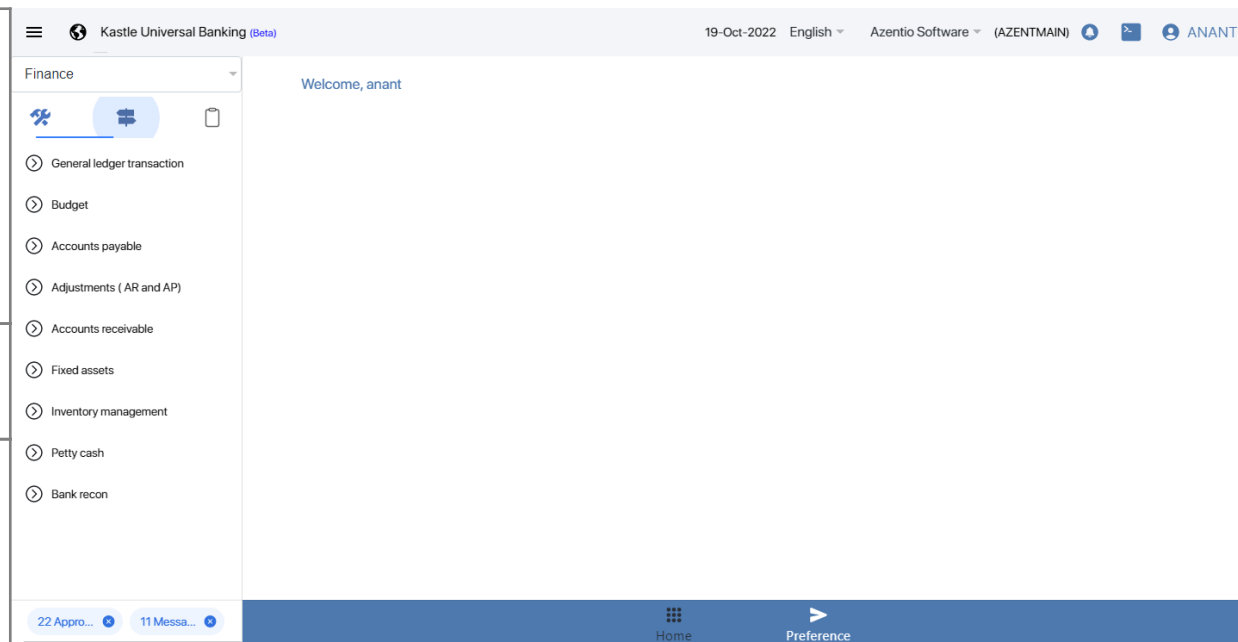 Kastle Universal Banking (Beta)
19-Oct-2022 English Azentio Software (AZENTMAIN) ANANT
Finance
Welcome, anant
General ledger transaction
Budget
Accounts payable
Adjustments ( AR and AP)
Accounts receivable
Fixed assets
Inventory management
Petty cash
Bank recon
22 Appro... 11 Messa...
Home
Preference